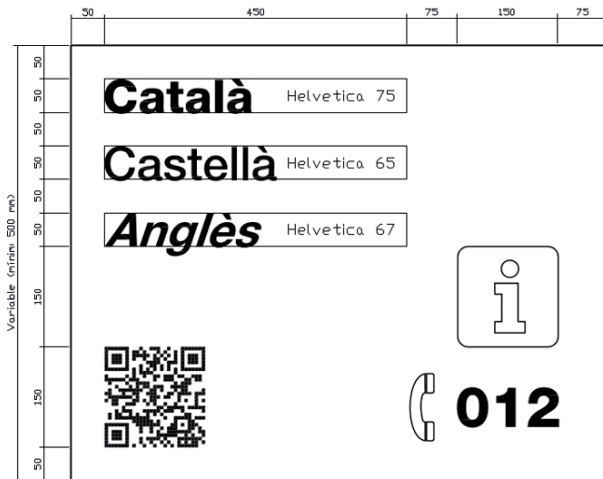 50 450 75 150 75
50
50 Català Helvetica 75
50
50 Castellà Helvetica 65
50
50 Anglès Helvetica 67
Variable (mínim 500 mm)
150
150 012
50